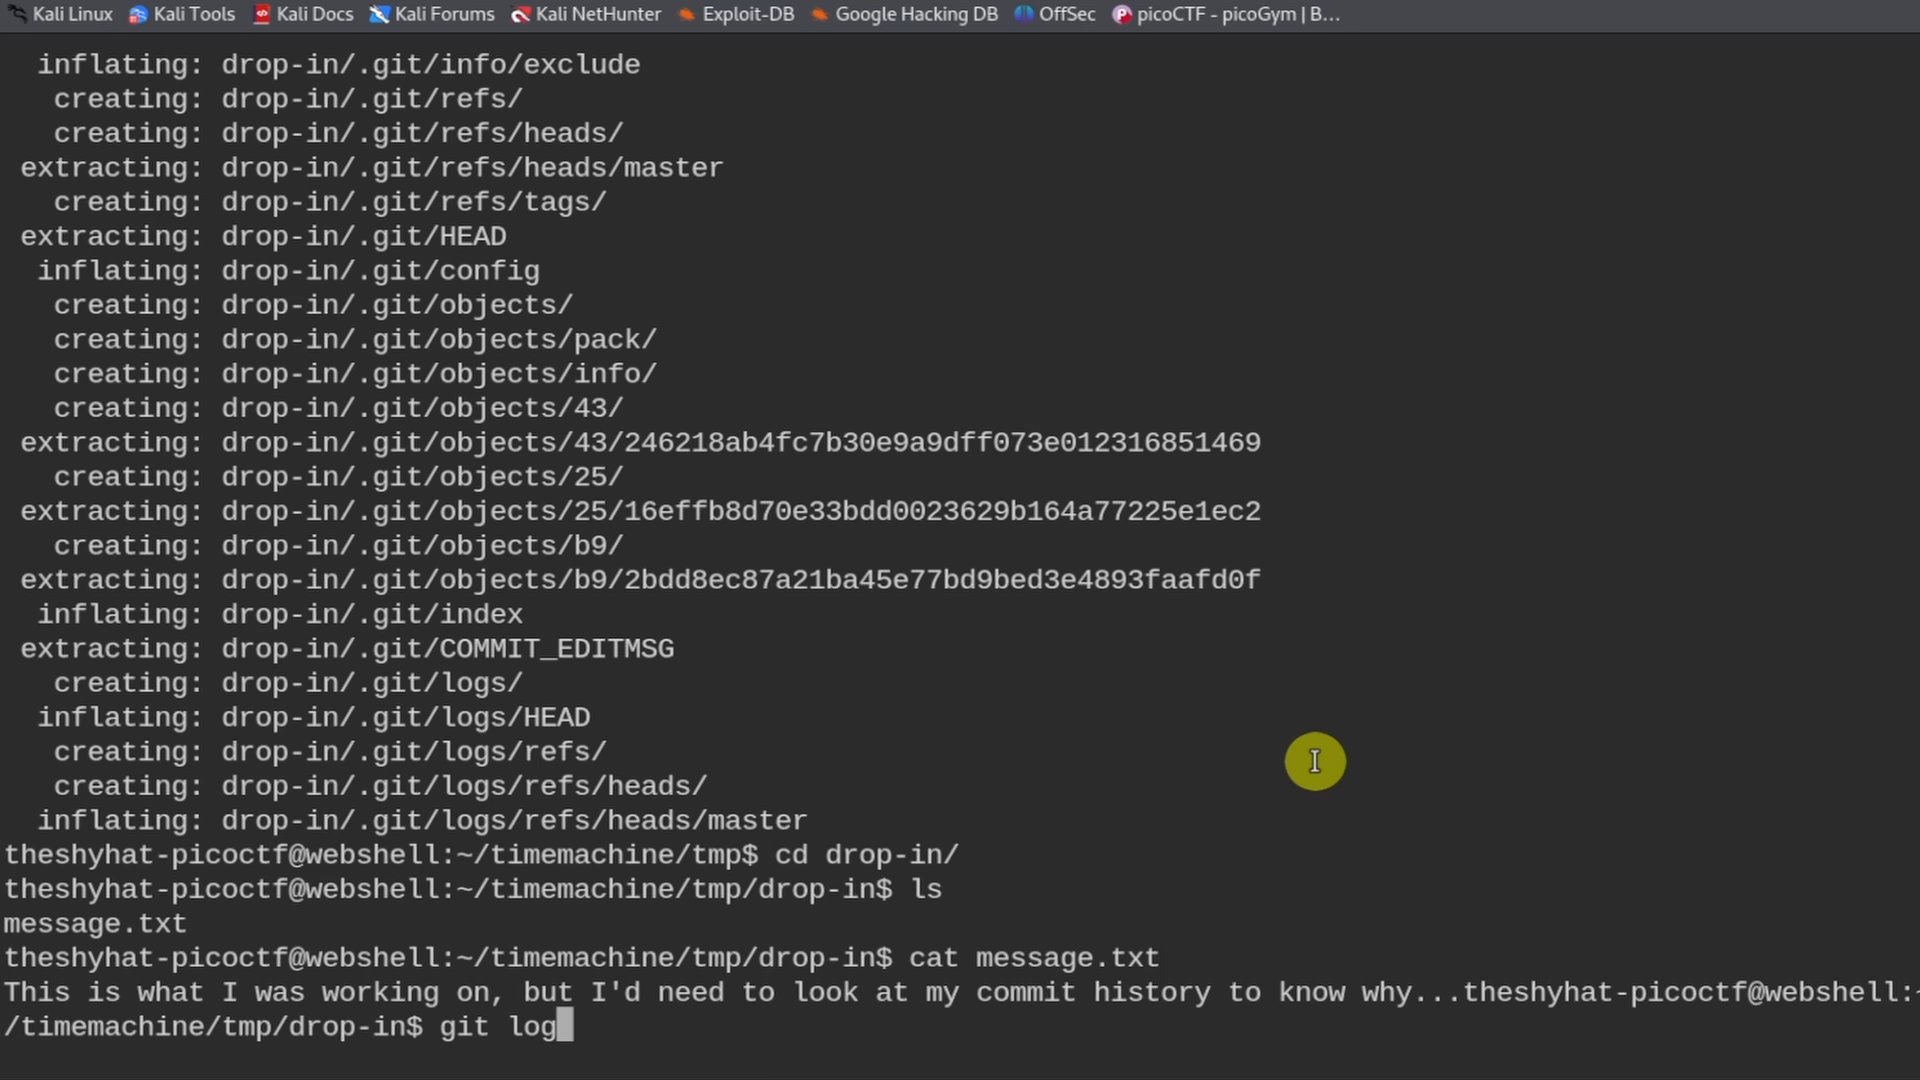 Kali Linux Kali Tools Kali Docs Kali Forums Kali NetHunter Exploit-DB Google Hacking DB OffSec picoCTF - picoGym | B...
inflating: drop-in/.git/info/exclude
creating: drop-in/.git/refs/
creating: drop-in/.git/refs/heads/
extracting: drop-in/.git/refs/heads/master
creating: drop-in/.git/refs/tags/
extracting: drop-in/.git/HEAD
inflating: drop-in/.git/config
creating: drop-in/.git/objects/
creating: drop-in/.git/objects/pack/
creating: drop-in/.git/objects/info/
creating: drop-in/.git/objects/43/
extracting: drop-in/.git/objects/43/246218ab4fc7b30e9a9dff073e012316851469
creating: drop-in/.git/objects/25/
extracting: drop-in/.git/objects/25/16effb8d70e33bdd0023629b164a77225e1ec2
creating: drop-in/.git/objects/b9/
extracting: drop-in/.git/objects/b9/2bdd8ec87a21ba45e77bd9bed3e4893faafd0f
inflating: drop-in/.git/index
extracting: drop-in/.git/COMMIT_EDITMSG
creating: drop-in/.git/logs/
inflating: drop-in/.git/logs/HEAD
creating: drop-in/.git/logs/refs/
creating: drop-in/.git/logs/refs/heads/
inflating: drop-in/.git/logs/refs/heads/master
theshyhat-picoctf@webshell:~/timemachine/tmp$ cd drop-in/
theshyhat-picoctf@webshell:~/timemachine/tmp/drop-in$ ls
message.txt
theshyhat-picoctf@webshell:~/timemachine/tmp/drop-in$ cat message.txt
This is what I was working on, but I'd need to look at my commit history to know why...theshyhat-picoctf@webshell:~
/timemachine/tmp/drop-in$ git log